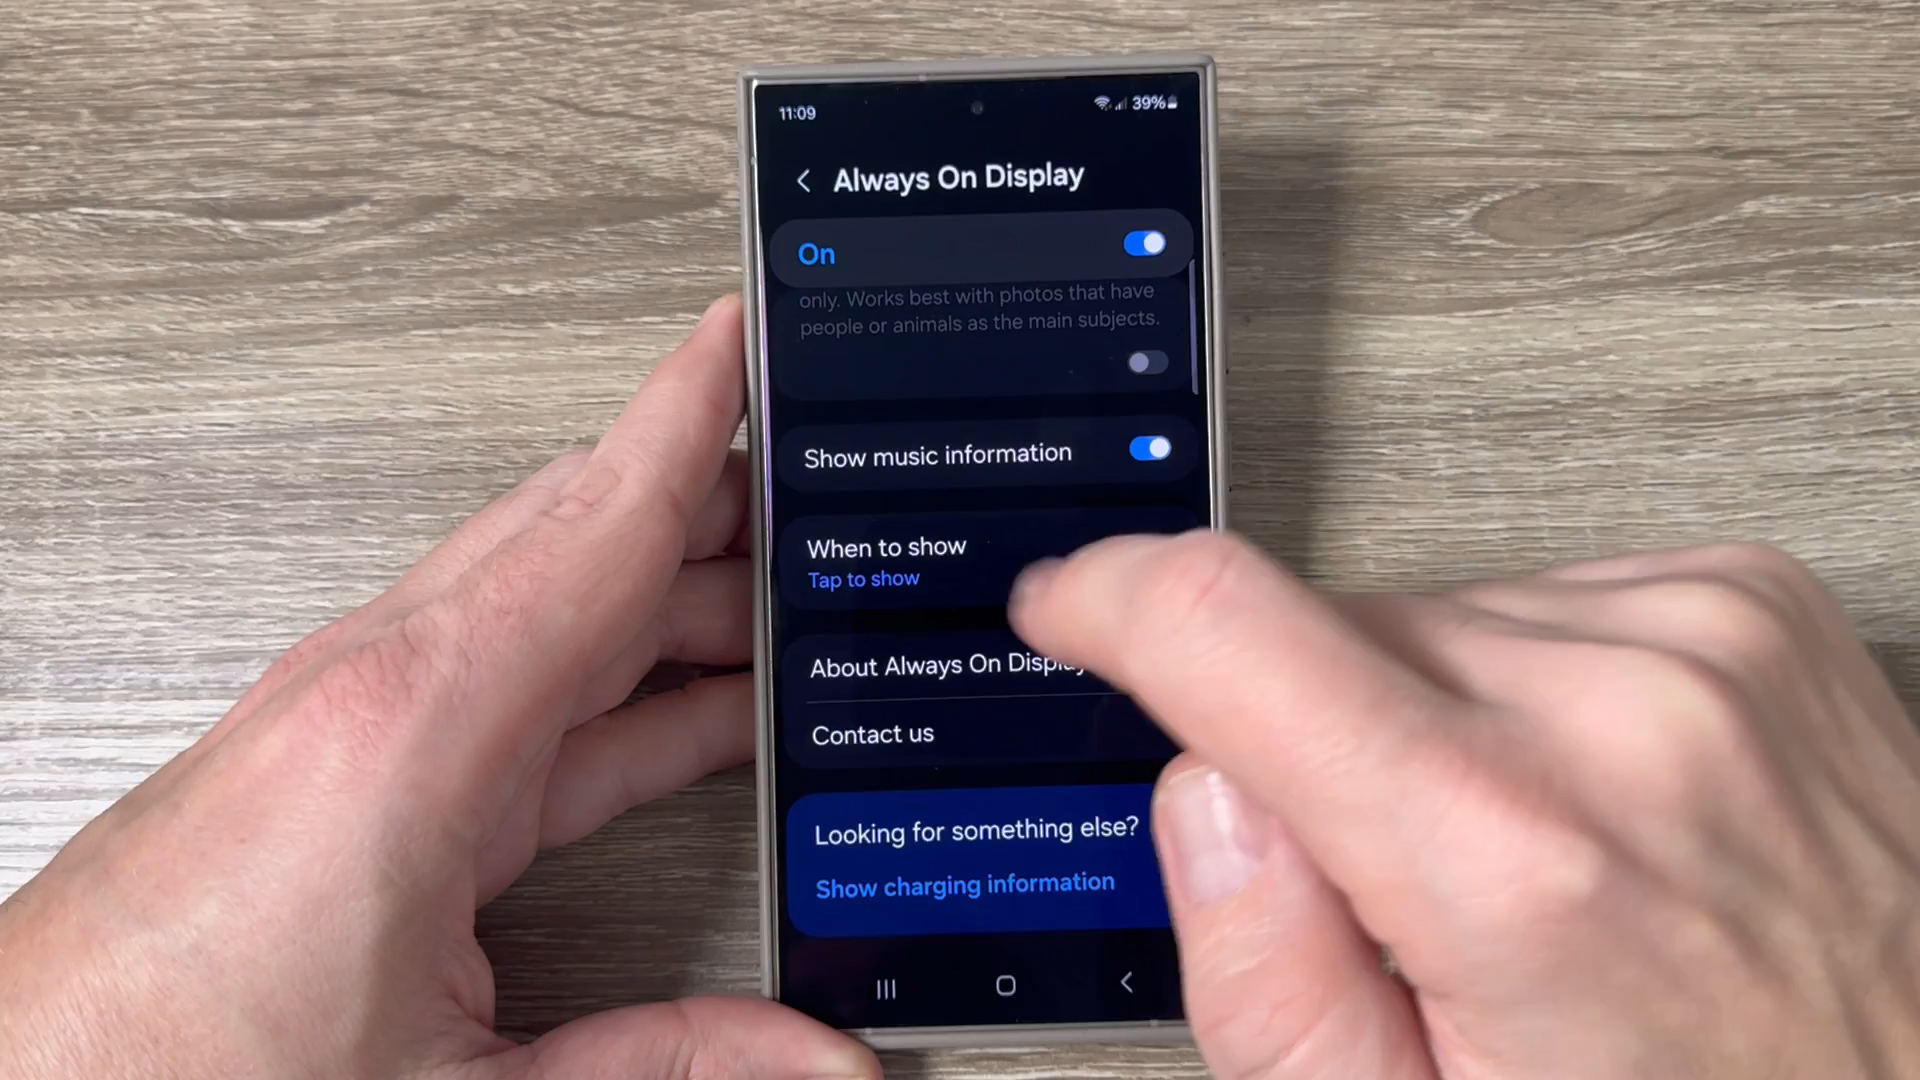 11:09
39%
Always On Display
On
only. Works best with photos that have
people or animals as the main subjects.
Show music information
When to show
Tap to show
About Always On Display
Contact us
Looking for something else?
Show charging information